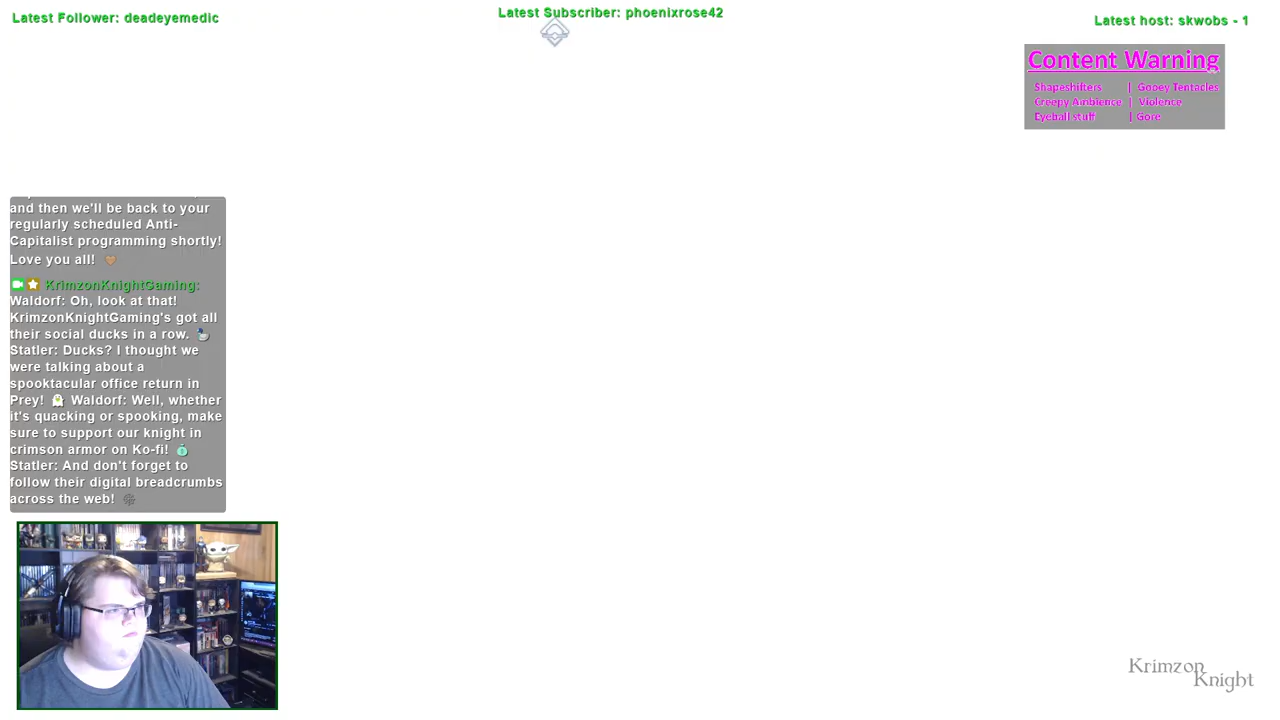 Latest Follower: deadeyemedic
Latest Subscriber: phoenixrose42
Latest host: skwobs - 1
Content Warning
Shapeshifters | Gooey Tentacles
Creepy Ambience | Violence
Eyeball stuff | Gore
and then we'll be back to your
regularly scheduled Anti-
Capitalist programming shortly!
Love you all!
KrimzonKnightGaming:
Waldorf: Oh, look at that!
KrimzonKnightGaming's got all
their social ducks in a row.
Statler: Ducks? I thought we
were talking about a
spooktacular office return in
Prey! 👻 Waldorf: Well, whether
it's quacking or spooking, make
sure to support our knight in
crimson armor on Ko-fi!
Statler: And don't forget to
follow their digital breadcrumbs
across the web!
Krimzon
Knight